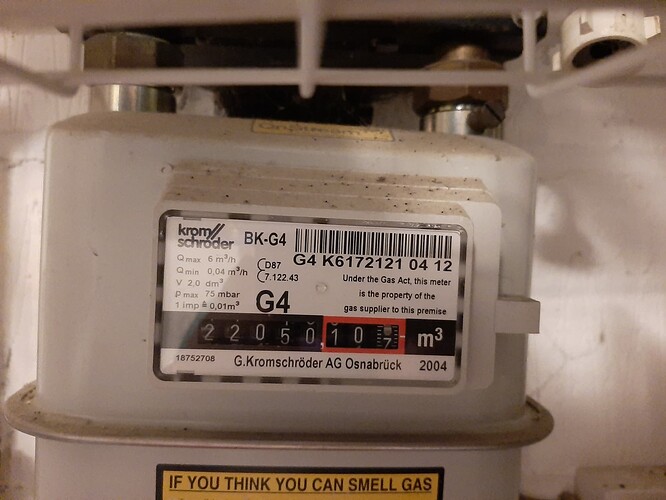 krom//
schröder
BK-G4
G4 K6172121 04 12
Qmax 6 m³/h
Qmin 0,04 m³/h
V 2,0 dm³
pmax 75 mbar
1 imp ≙ 0,01m³
D87
7.122.43
G4
Under the Gas Act, this meter
is the property of the
gas supplier to this premise
22050,107 m³
18752708
G.Kromschröder AG Osnabrück
2004
IF YOU THINK YOU CAN SMELL GAS